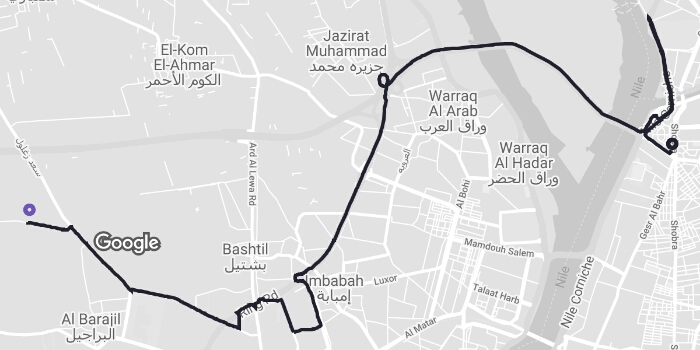 Jazirat
Muhammad
جزيره محمد
El-Kom
El-Ahmar
الكوم الأحمر
Nile
Warraq
Al Arab
وراق العرب
Warraq
Al Hadar
وراق الحضر
العروبه
سعد زغلول
Ard Al Lewa Rd
Al Bohi
Gesr Al Bahr
Shobra
Shobra
Google
Bashtil
بشتيل
Mamdouh Salem
Nile
Nile Corniche
Imbabah
إمبابة
Luxor
Talaat Harb
Ring Rd
Al Matar
Al Barajil
البراجيل